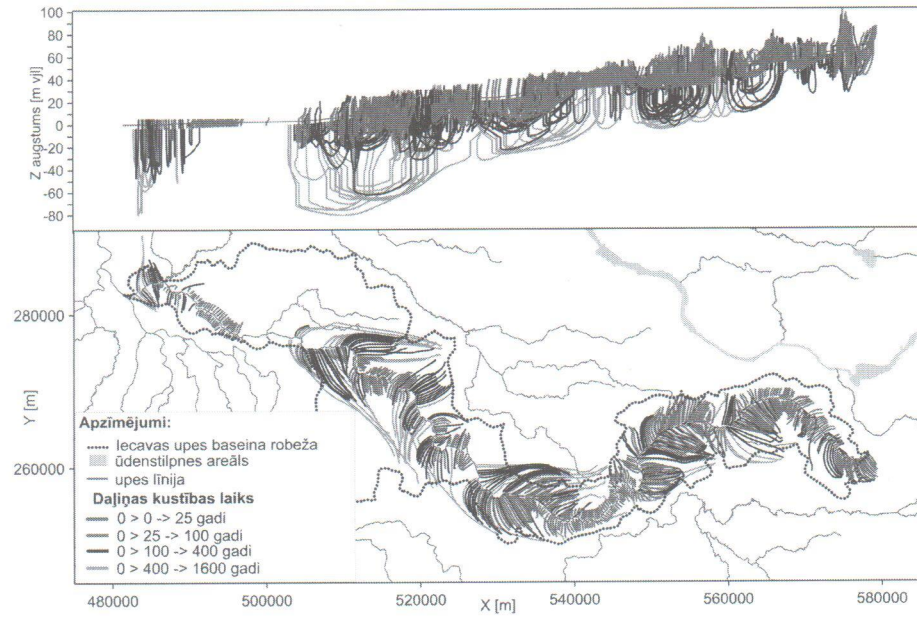 100
80
60
40
20
0
-20
-40
-60
-80
Z augstums [m vjl]
280000
260000
Y [m]
Apzīmējumi:
Iecavas upes baseina robeža
ūdenstilpnes areāls
upes līnija
Daļiņas kustības laiks
0 > 0 -> 25 gadi
0 > 25 -> 100 gadi
0 > 100 -> 400 gadi
0 > 400 -> 1600 gadi
480000 500000 520000 540000 560000 580000
X [m]